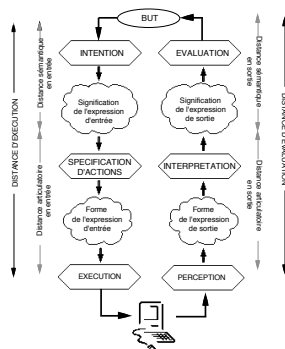 BUT
INTENTION
EVALUATION
Signification
de l'expression
d'entrée
Signification
de l'expression
de sortie
SPECIFICATION
D'ACTIONS
INTERPRETATION
Forme
de l'expression
d'entrée
Forme
de l'expression
de sortie
EXECUTION
PERCEPTION
DISTANCE D'EXECUTION
Distance sémantique
en entrée
Distance articulatoire
en entrée
Distance sémantique
en sortie
Distance articulatoire
en sortie